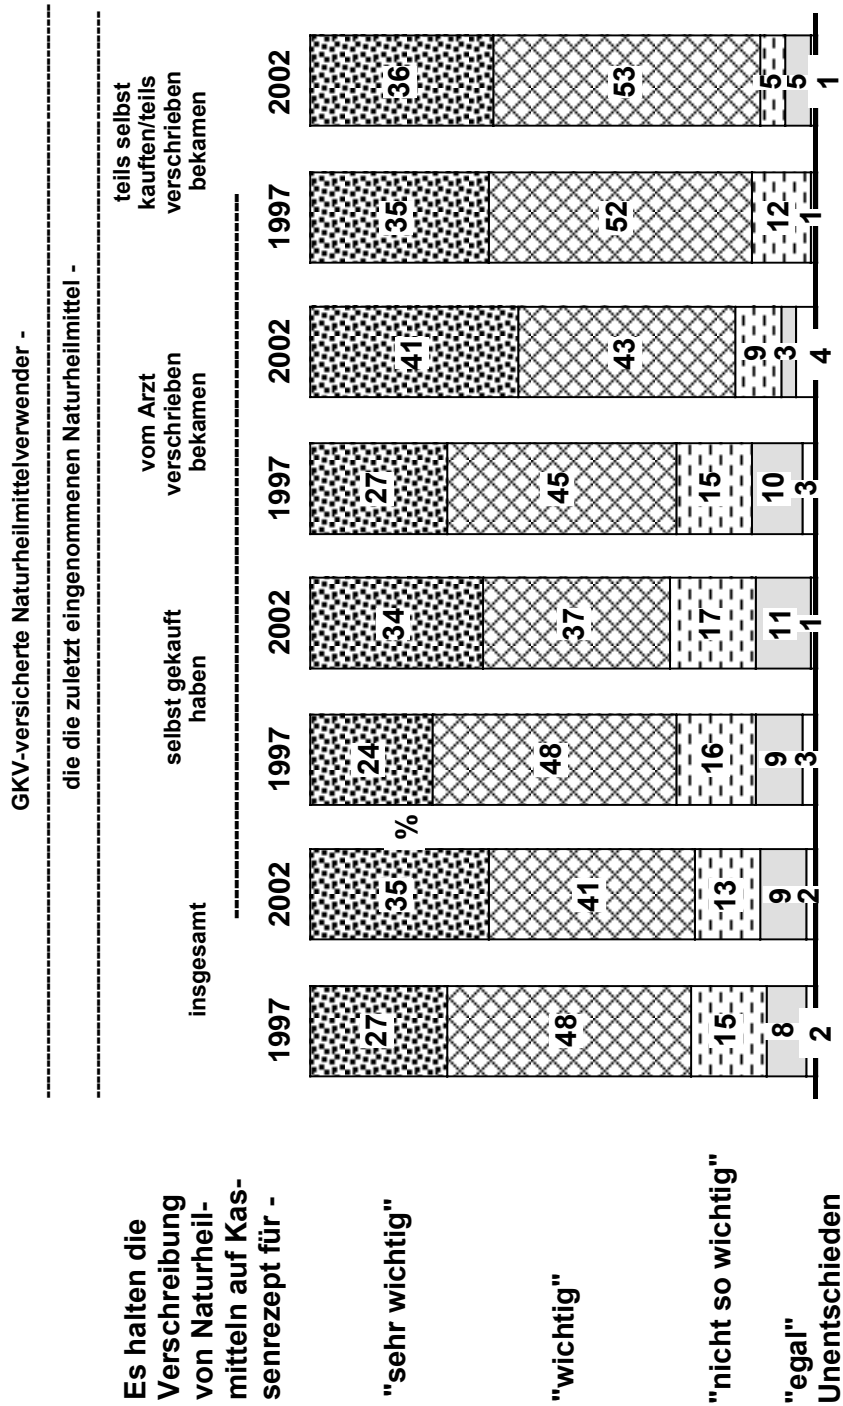 GKV-versicherte Naturheilmittelverwender -
die die zuletzt eingenommenen Naturheilmittel -
insgesamt
selbst gekauft
haben
vom Arzt
verschrieben
bekamen
teils selbst
kauften/teils
verschrieben
bekamen
Es halten die
Verschreibung
von Naturheil-
mitteln auf Kas-
senrezept für -
1997 2002 1997 2002 1997 2002 1997 2002
%
"sehr wichtig" 27 35 24 34 27 41 35 36
"wichtig" 48 41 48 37 45 43 52 53
"nicht so wichtig" 15 13 16 17 15 9 12 5
"egal" 8 9 9 11 10 3 5
Unentschieden 2 2 3 1 3 4 1 1